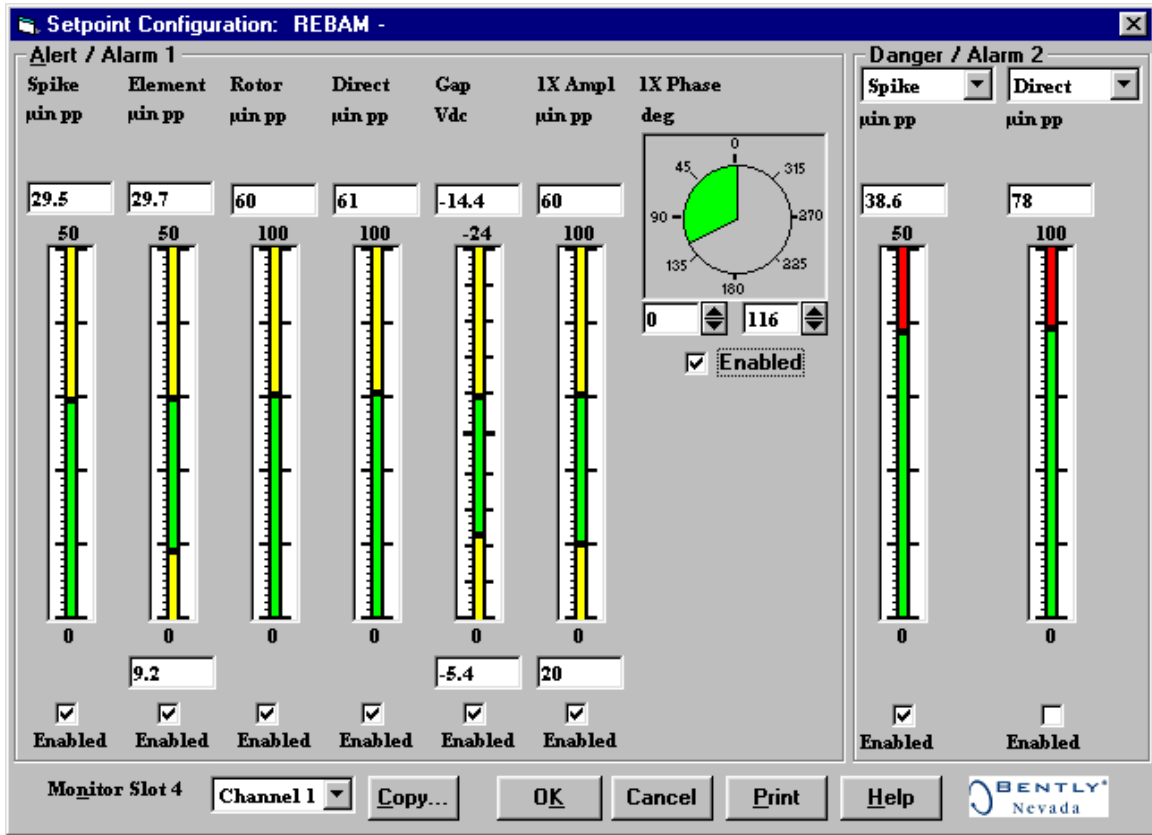 Setpoint Configuration: REBAM -
Alert / Alarm 1
Spike Element Rotor Direct Gap 1X Ampl 1X Phase
µin pp µin pp µin pp µin pp Vdc µin pp deg
29.5 29.7 60 61 -14.4 60
50 50 100 100 -24 100
0 0 0 0 0 0
9.2 -5.4 20
Enabled Enabled Enabled Enabled Enabled Enabled
0
45 315
90 270
135 225
180
0 116
Enabled
Danger / Alarm 2
Spike Direct
µin pp µin pp
38.6 78
50 100
0 0
Enabled Enabled
Monitor Slot 4 Channel 1 Copy... OK Cancel Print Help
BENTLY
Nevada